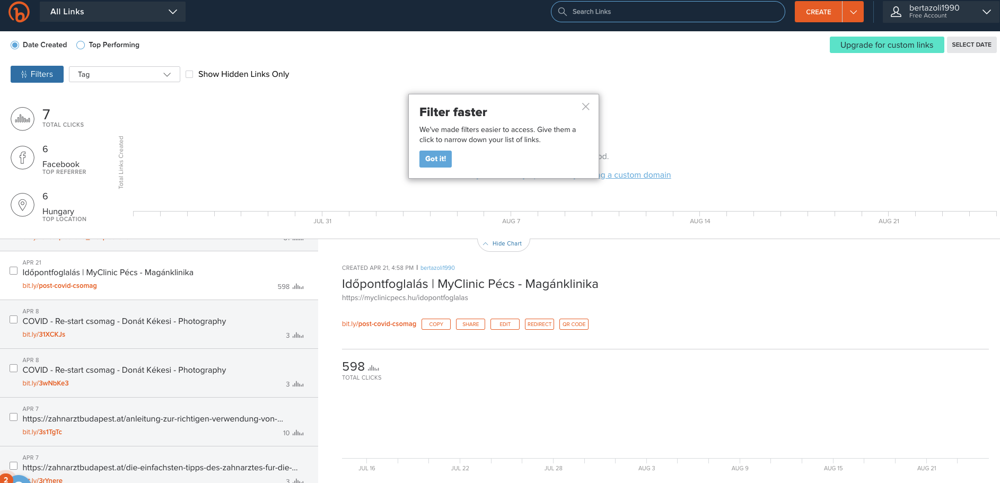 All Links
Search Links
CREATE
bertazoli1990
Free Account
Date Created
Top Performing
Upgrade for custom links
SELECT DATE
Filters
Tag
Show Hidden Links Only
7
TOTAL CLICKS
6
Facebook
TOP REFERRER
6
Hungary
TOP LOCATION
Total Links Created
Filter faster
We've made filters easier to access. Give them a
click to narrow down your list of links.
Got it!
a custom domain
JUL 31
AUG 7
AUG 14
AUG 21
Hide Chart
APR 21
Időpontfoglalás | MyClinic Pécs - Magánklinika
bit.ly/post-covid-csomag
598
APR 8
COVID - Re-start csomag - Donát Kékesi - Photography
bit.ly/31XCKJs
3
APR 8
COVID - Re-start csomag - Donát Kékesi - Photography
bit.ly/3wNbKe3
3
APR 7
https://zahnarztbudapest.at/anleitung-zur-richtigen-verwendung-von-...
bit.ly/3s1TgTc
10
APR 7
https://zahnarztbudapest.at/die-einfachsten-tipps-des-zahnarztes-fur-die-...
ly/3rYnere
3
2
CREATED APR 21, 4:58 PM | bertazoli1990
Időpontfoglalás | MyClinic Pécs - Magánklinika
https://myclinicpecs.hu/idopontfoglalas
bit.ly/post-covid-csomag
COPY
SHARE
EDIT
REDIRECT
QR CODE
598
TOTAL CLICKS
JUL 16
JUL 22
JUL 28
AUG 3
AUG 9
AUG 15
AUG 21